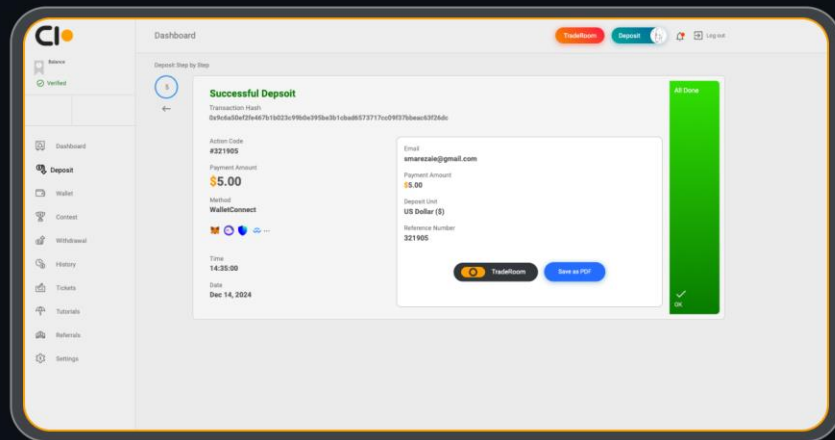 CI
Dashboard
TradeRoom
Deposit
Log out
Balance
Verified
Deposit Step by Step
$
Successful Depsoit
Transaction Hash
All Done
Action Code
#321905
Payment Amount
$5.00
Method
WalletConnect
...
Time
14:35:00
Date
Dec 14, 2024
Email
smarezaie@gmail.com
Payment Amount
$5.00
Deposit Unit
US Dollar ($)
Reference Number
321905
TradeRoom
Save as PDF
OK
Dashboard
Deposit
Wallet
Contest
Withdrawal
History
Tickets
Tutorials
Referrals
Settings